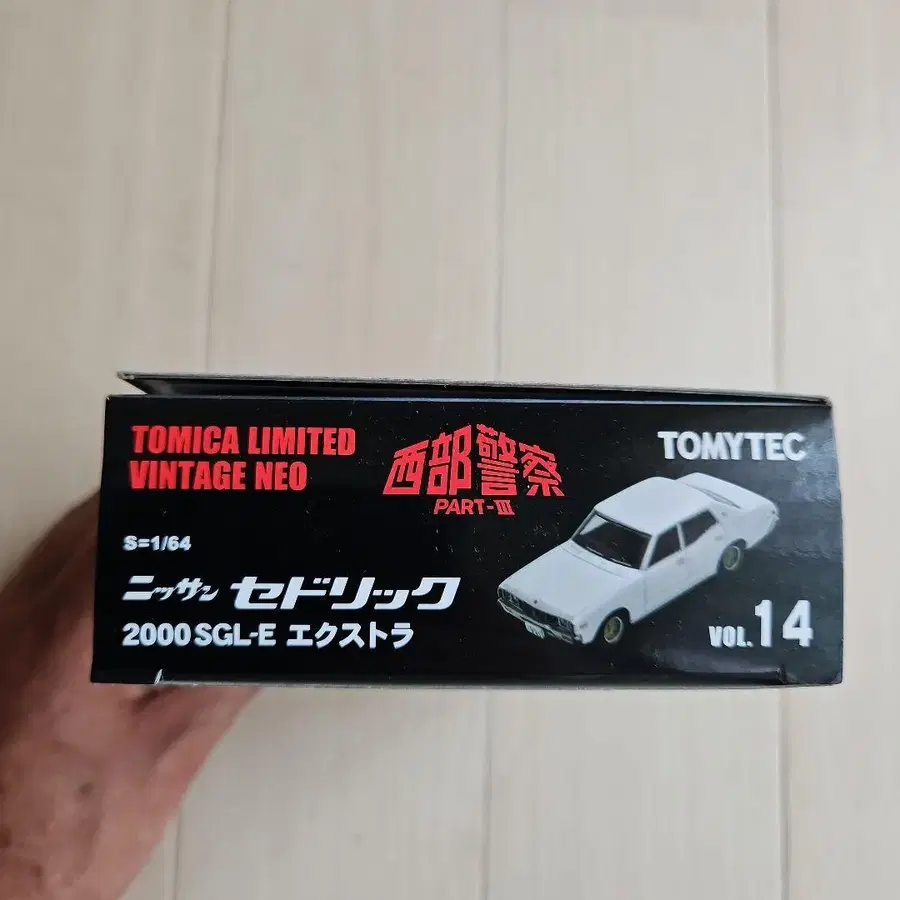 TOMICA LIMITED
VINTAGE NEO
西部警察
PART-III
TOMYTEC
S=1/64
ニッサン セドリック
2000 SGL-E エクストラ
VOL.14